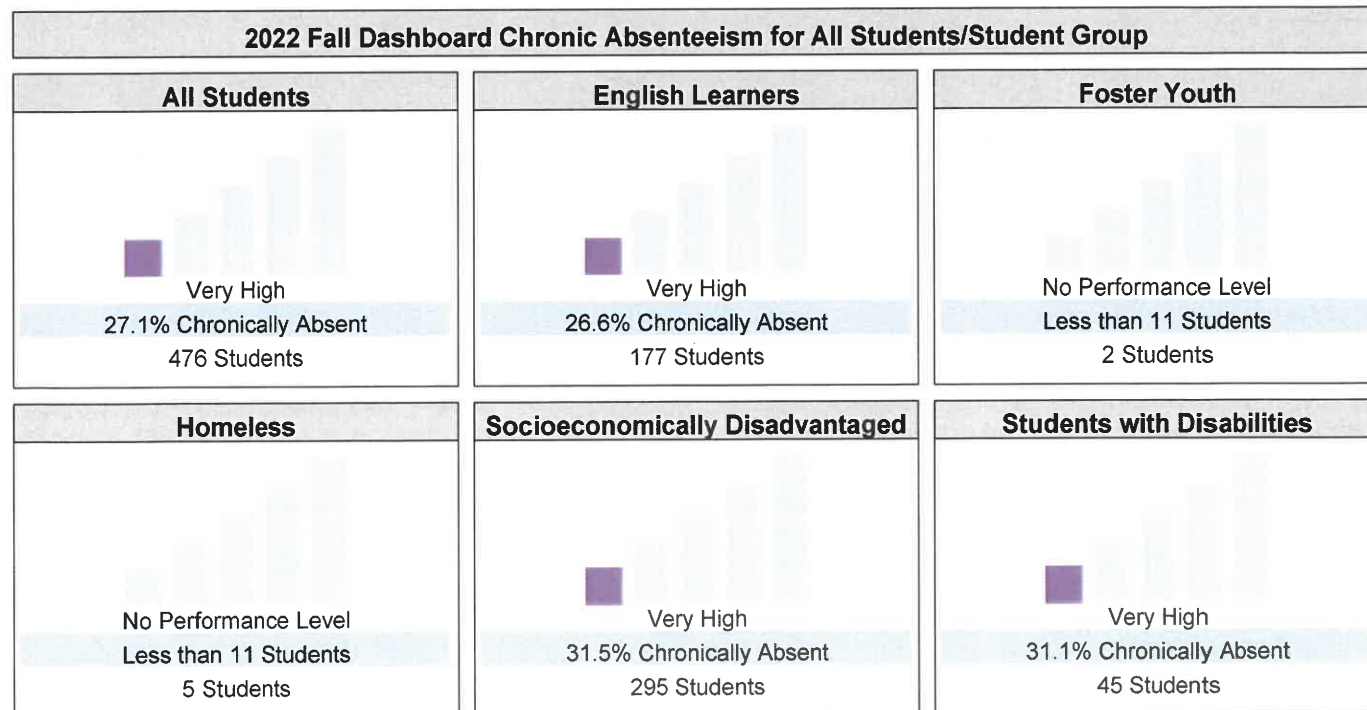 2022 Fall Dashboard Chronic Absenteeism for All Students/Student Group
All Students
Very High
27.1% Chronically Absent
476 Students
English Learners
Very High
26.6% Chronically Absent
177 Students
Foster Youth
No Performance Level
Less than 11 Students
2 Students
Homeless
No Performance Level
Less than 11 Students
5 Students
Socioeconomically Disadvantaged
Very High
31.5% Chronically Absent
295 Students
Students with Disabilities
Very High
31.1% Chronically Absent
45 Students